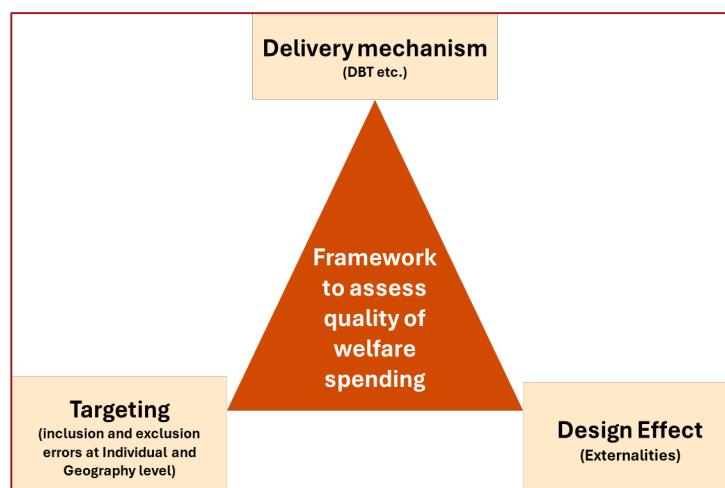 Delivery mechanism
(DBT etc.)
Framework
to assess
quality of
welfare
spending
Targeting
(inclusion and exclusion
errors at Individual and
Geography level)
Design Effect
(Externalities)